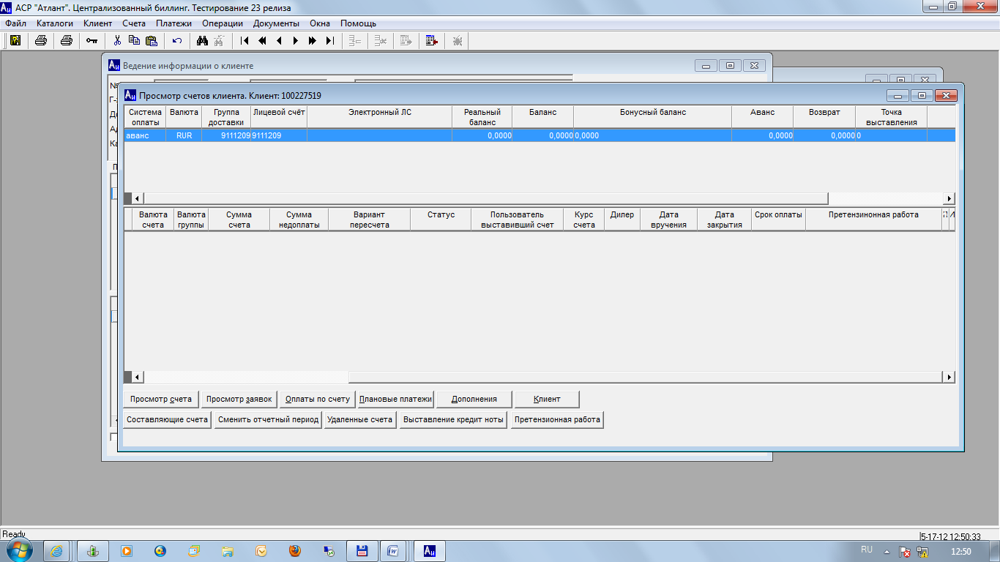 АСР "Атлант". Централизованный биллинг. Тестирование 23 релиза
Файл Каталоги Клиент Счета Платежи Операции Документы Окна Помощь
Ведение информации о клиенте
Просмотр счетов клиента. Клиент: 100227519
Система оплаты Валюта Группа доставки Лицевой счёт Электронный ЛС Реальный баланс Баланс Бонусный баланс Аванс Возврат Точка выставления
аванс RUR 9111209 9111209 0,0000 0,0000 0,0000 0,0000 0,0000 0
Валюта счета Валюта группы Сумма счета Сумма недоплаты Вариант пересчета Статус Пользователь выставивший счет Курс счета Дилер Дата вручения Дата закрытия Срок оплаты Претензинонная работа
Просмотр счета Просмотр заявок Оплаты по счету Плановые платежи Дополнения Клиент
Составляющие счета Сменить отчетный период Удаленные счета Выставление кредит ноты Претензионная работа
Ready
5-17-12 12:50:33
RU
12:50